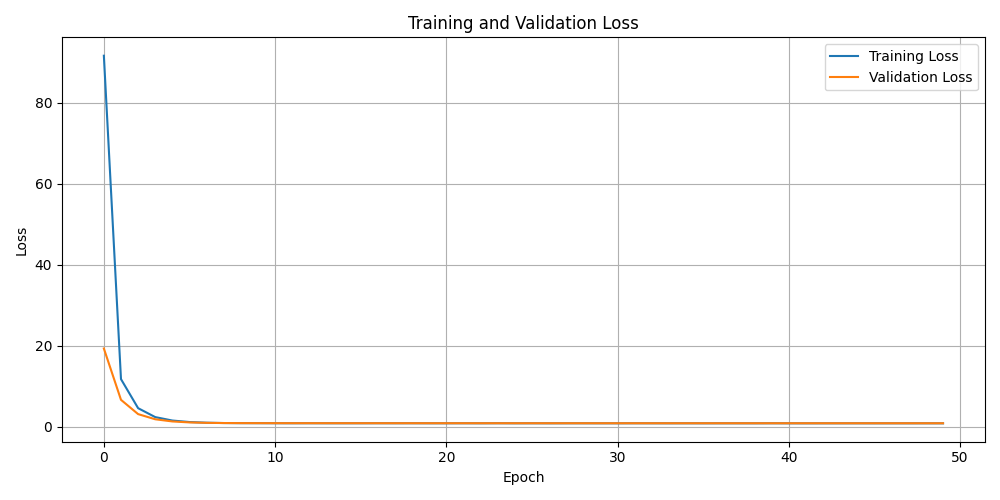 Training and Validation Loss
Training Loss
Validation Loss
80
60
40
20
0
Loss
0 10 20 30 40 50
Epoch